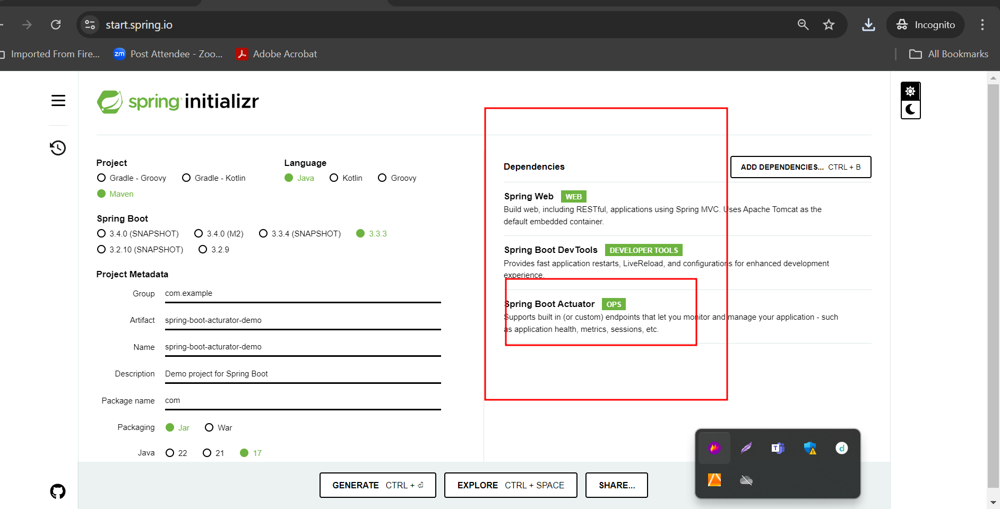 start.spring.io
Incognito
Imported From Fire...
zm
Post Attendee - Zoo...
Adobe Acrobat
All Bookmarks
spring initializr
Project
Gradle - Groovy
Gradle - Kotlin
Maven
Language
Java
Kotlin
Groovy
Spring Boot
3.4.0 (SNAPSHOT)
3.4.0 (M2)
3.3.4 (SNAPSHOT)
3.3.3
3.2.10 (SNAPSHOT)
3.2.9
Project Metadata
Group com.example
Artifact spring-boot-acturator-demo
Name spring-boot-acturator-demo
Description Demo project for Spring Boot
Package name com
Packaging Jar War
Java 22 21 17
Dependencies
ADD DEPENDENCIES... CTRL + B
Spring Web WEB
Build web, including RESTful, applications using Spring MVC. Uses Apache Tomcat as the
default embedded container.
Spring Boot DevTools DEVELOPER TOOLS
Provides fast application restarts, LiveReload, and configurations for enhanced development
experience.
Spring Boot Actuator OPS
Supports built in (or custom) endpoints that let you monitor and manage your application - such
as application health, metrics, sessions, etc.
GENERATE CTRL + ⏎
EXPLORE CTRL + SPACE
SHARE...
T
d